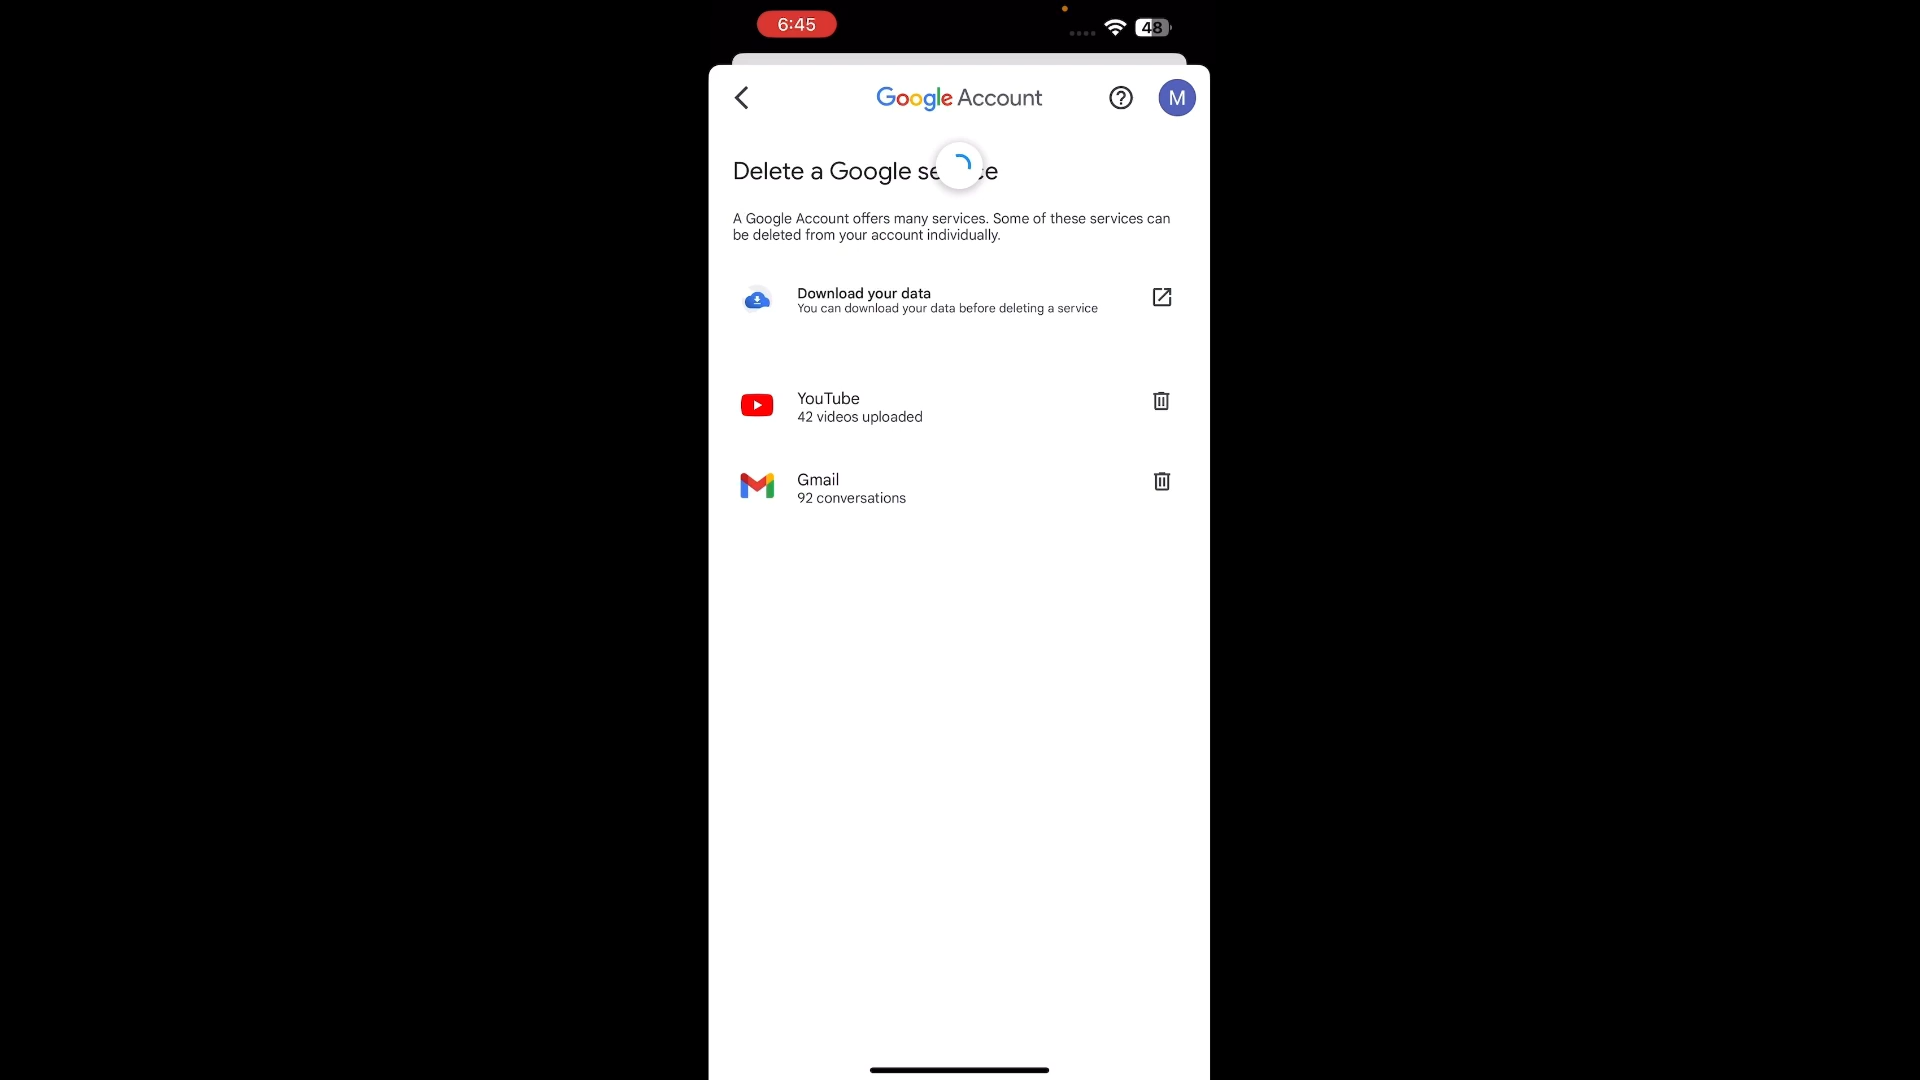 6:45
48
Google Account
M
Delete a Google se e
A Google Account offers many services. Some of these services can
be deleted from your account individually.
Download your data
You can download your data before deleting a service
YouTube
42 videos uploaded
Gmail
92 conversations